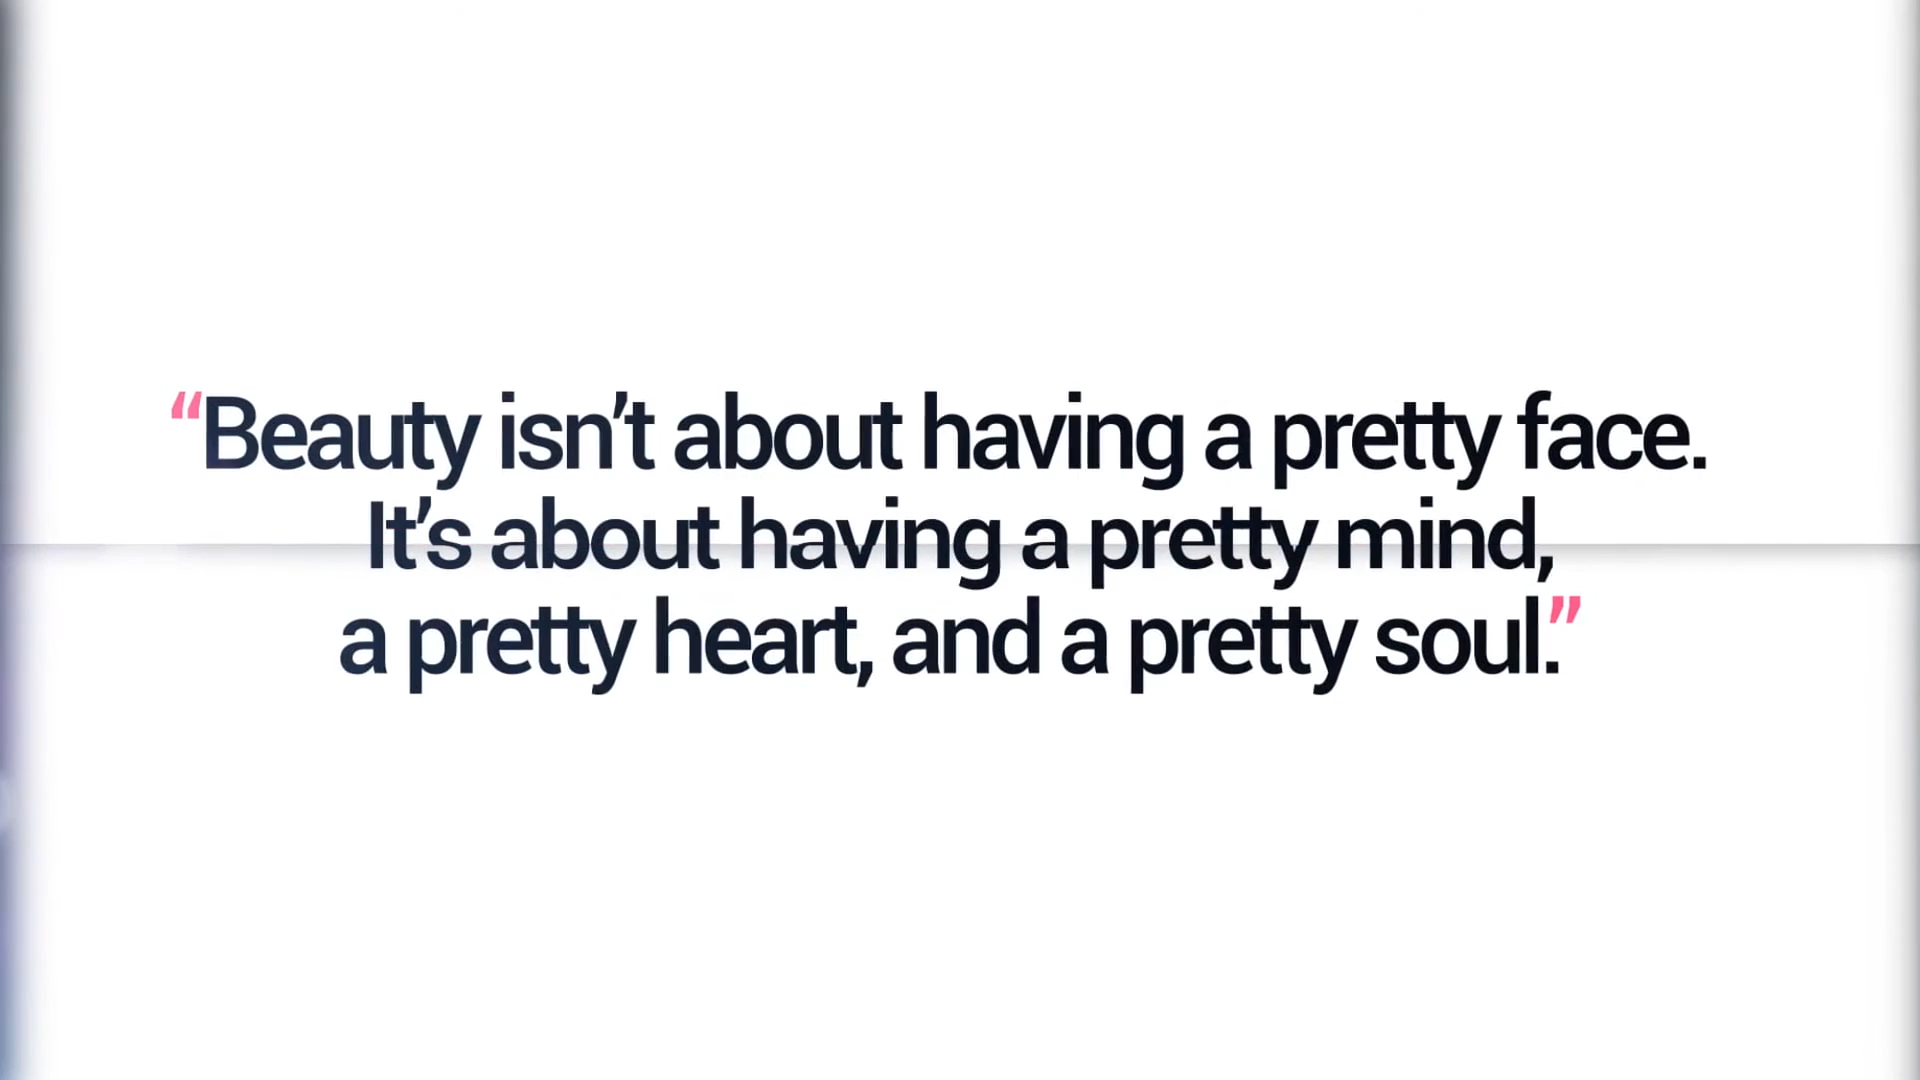 “Beauty isn’t about having a pretty face.
It’s about having a pretty mind,
a pretty heart, and a pretty soul.”